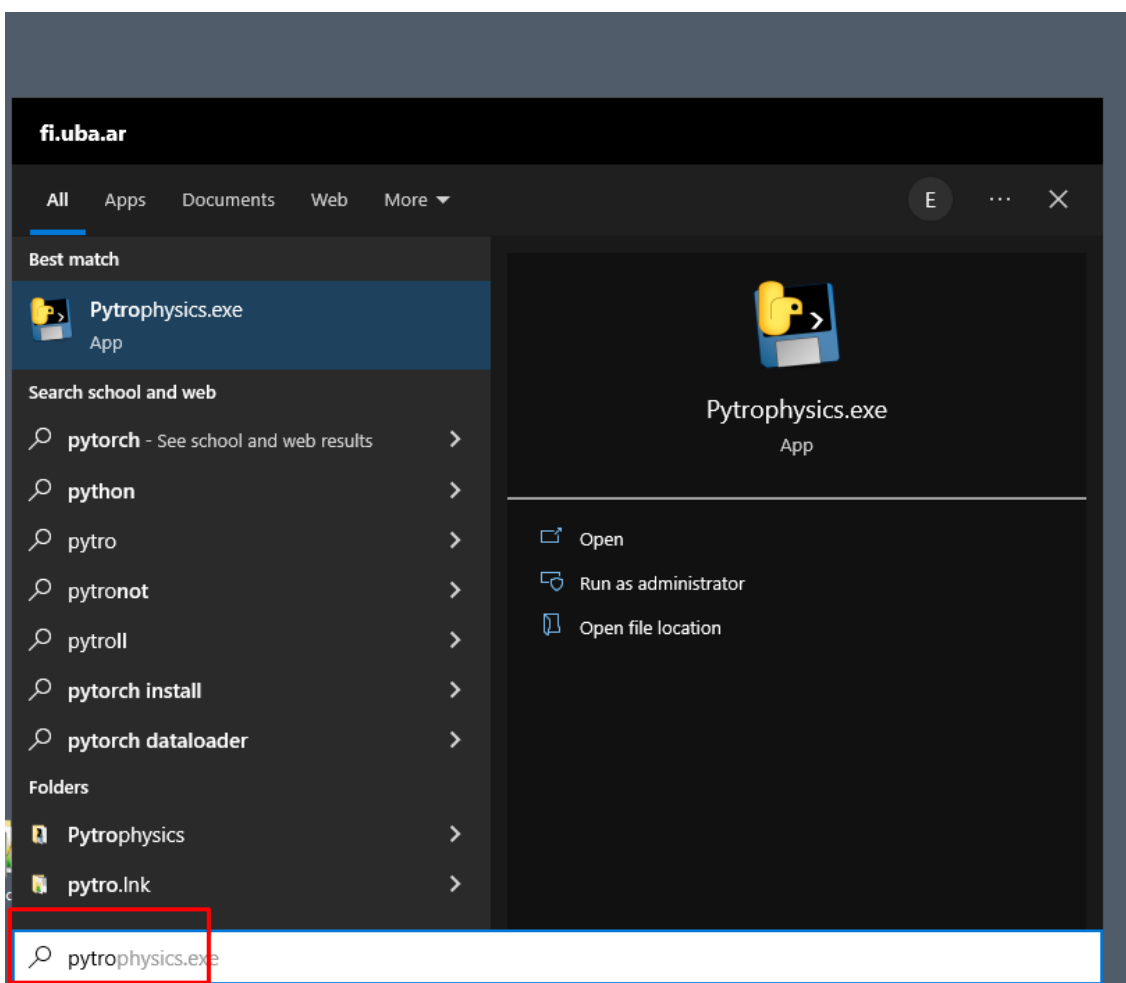 fi.uba.ar
All Apps Documents Web More
E ...
Best match
Pytrophysics.exe
App
Search school and web
pytorch - See school and web results
python
pytro
pytronot
pytroll
pytorch install
pytorch dataloader
Folders
Pytrophysics
pytro.lnk
pytrophysics.exe
Pytrophysics.exe
App
Open
Run as administrator
Open file location